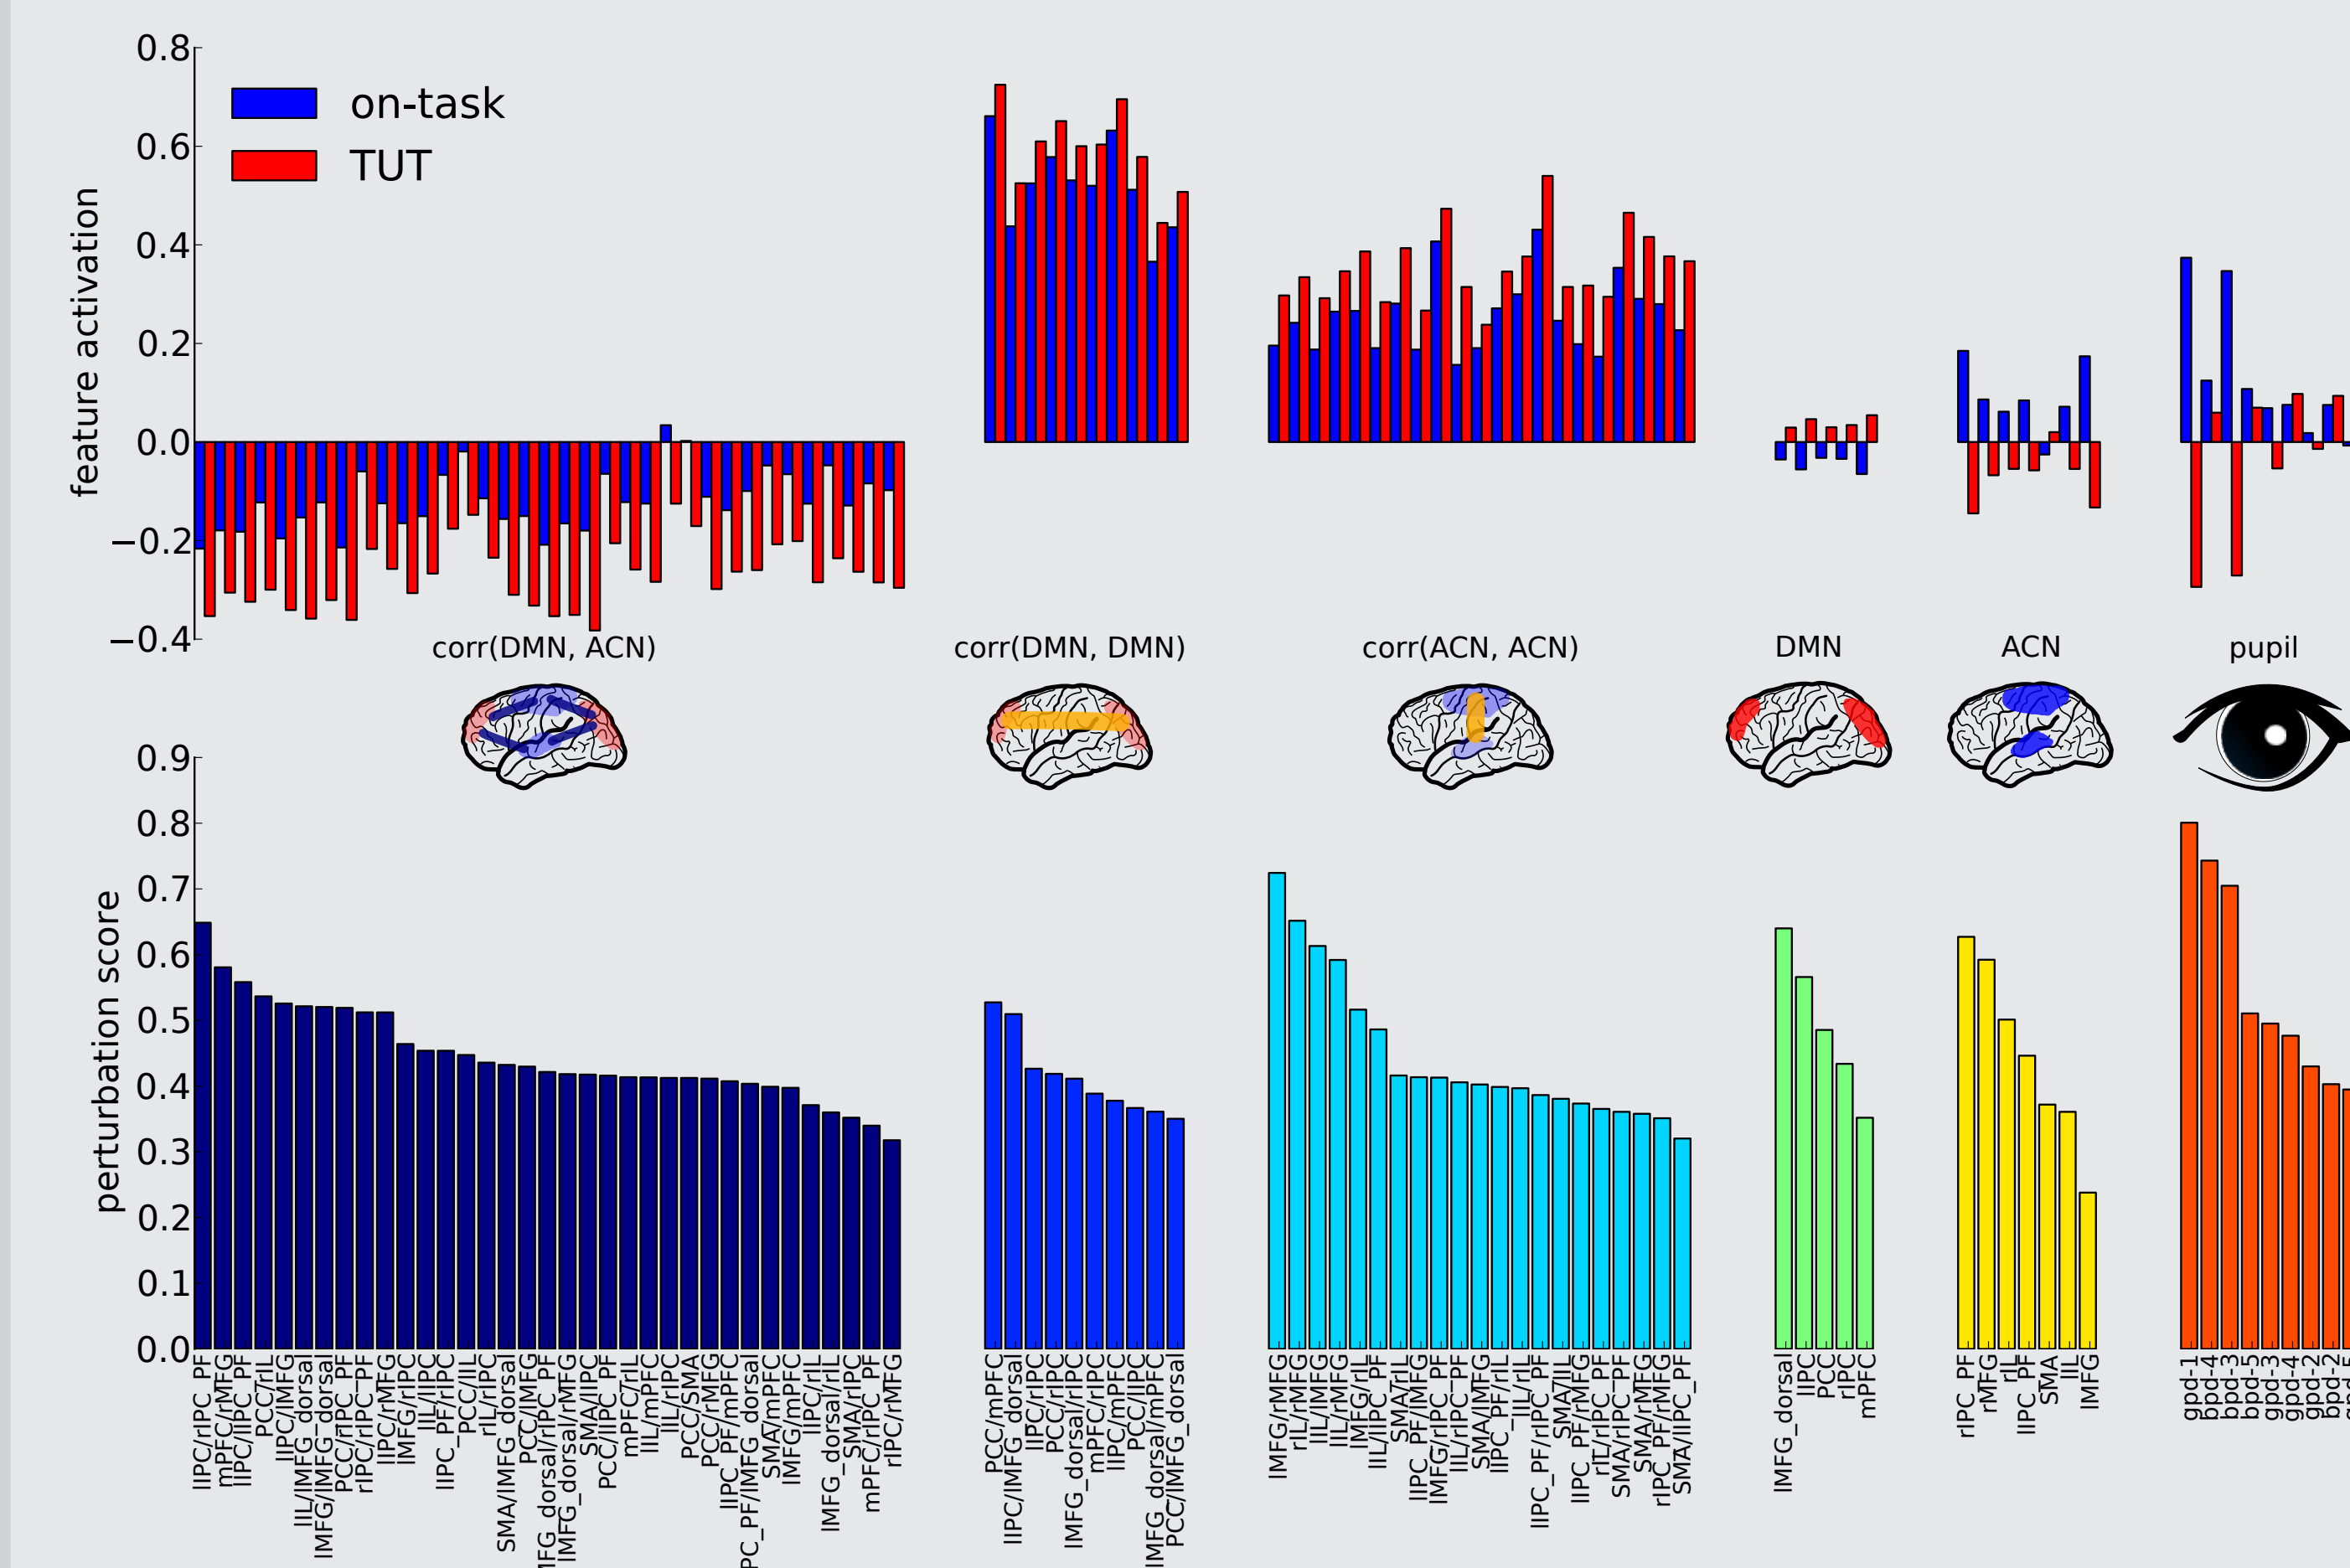 0.8
0.6
0.4
0.2
0.0
−0.2
−0.4
feature activation
on-task
TUT
corr(DMN, ACN)
corr(DMN, DMN)
corr(ACN, ACN)
DMN
ACN
pupil
0.9
0.8
0.7
0.6
0.5
0.4
0.3
0.2
0.1
0.0
perturbation score
lIPC/rIPC_PF
mPFC/rMFG
lIPC/lIPC_PF
PCC/rIL
lIPC/lMFG
lIL/lMFG_dorsal
lMFG/lMFG_dorsal
PCC/rIPC_PF
rIPC/rIPC_PF
lIPC/rMFG
lMFG/rIPC
lIL/lIPC
lIPC_PF/rIPC
PCC/lIL
rIL/rIPC
SMA/lMFG_dorsal
PCC/lMFG
MFG_dorsal/rIPC_PF
lMFG_dorsal/rMFG
SMA/lIPC
PCC/lIPC_PF
mPFC/rIL
lIL/mPFC
lIL/rIPC
PCC/SMA
PCC/rMFG
lIPC_PF/mPFC
PC_PF/lMFG_dorsal
SMA/mPFC
lMFG/mPFC
lIPC/rIL
lMFG_dorsal/rIL
SMA/rIPC
mPFC/rIPC_PF
rIPC/rMFG
PCC/mPFC
lIPC/lMFG_dorsal
lIPC/rIPC
PCC/rIPC
lMFG_dorsal/rIPC
mPFC/rIPC
lIPC/mPFC
PCC/lIPC
lMFG_dorsal/mPFC
PCC/lMFG_dorsal
lMFG/rMFG
rIL/rMFG
lIL/lMFG
lIL/rMFG
lMFG/rIL
lIL/lIPC_PF
SMA/rIL
lIPC_PF/lMFG
lMFG/rIPC_PF
lIL/rIPC_PF
SMA/lMFG
lIPC_PF/rIL
lIL/rIL
lIPC_PF/rIPC_PF
SMA/lIL
lIPC_PF/rMFG
rIL/rIPC_PF
SMA/rIPC_PF
SMA/rMFG
rIPC_PF/rMFG
SMA/lIPC_PF
lMFG_dorsal
lIPC
PCC
rIPC
mPFC
rIPC_PF
rMFG
rIL
lIPC_PF
SMA
lIL
lMFG
gpd-1
bpd-4
bpd-3
bpd-5
gpd-3
gpd-4
gpd-2
bpd-2